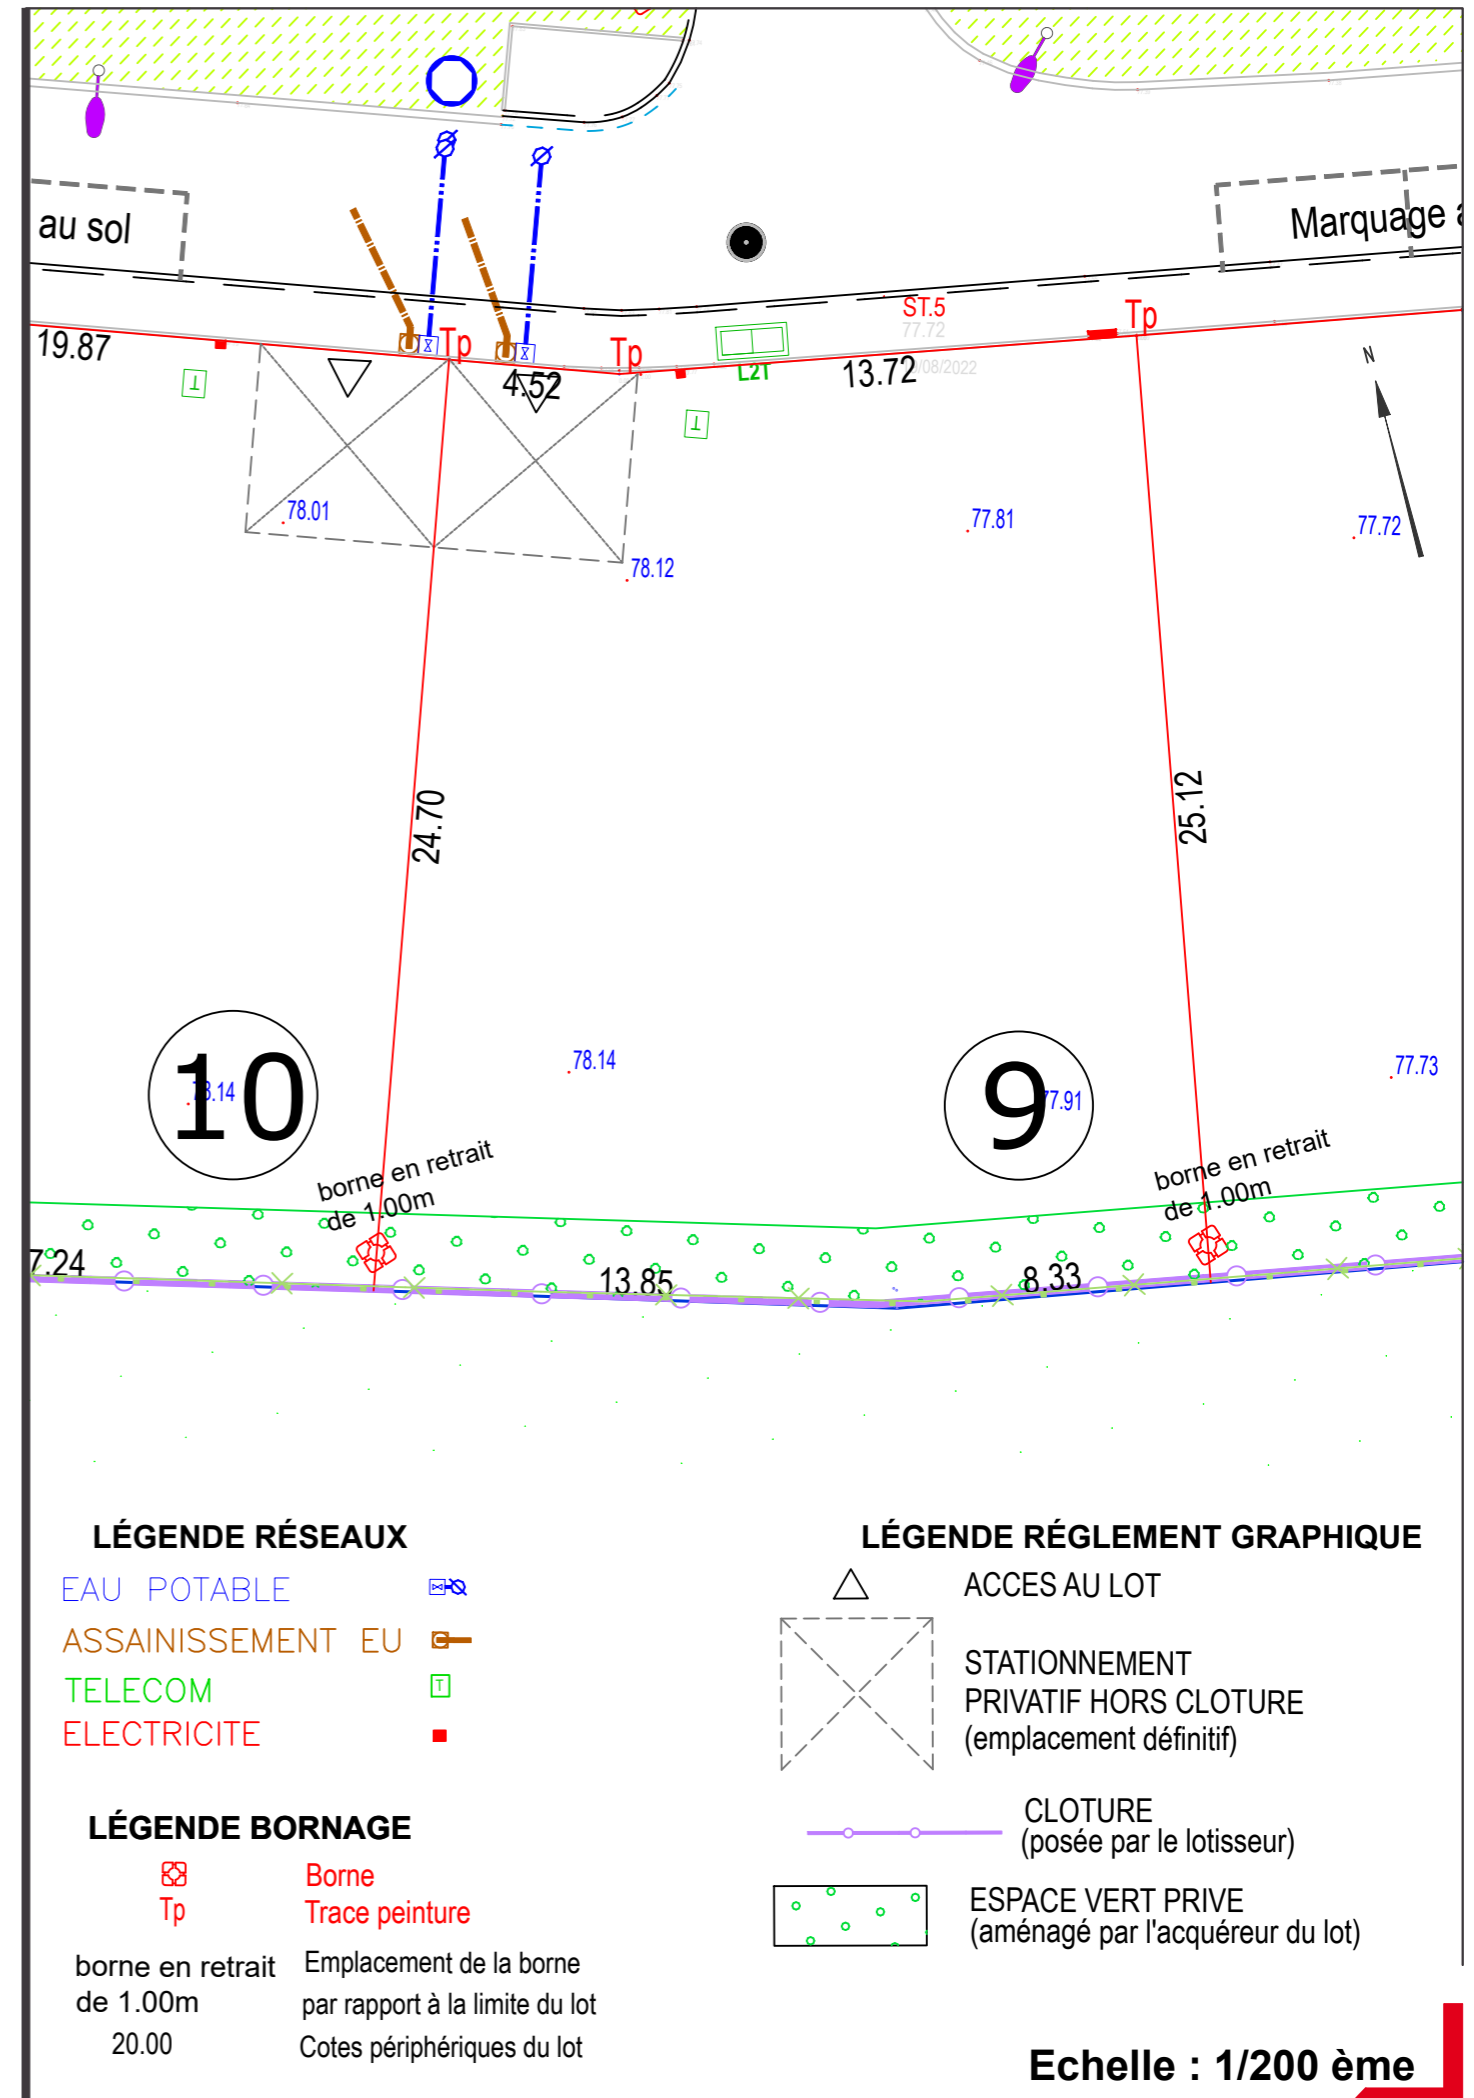 au sol
Marquage
ST.5
77.72
Tp
19.87
Tp
Tp
4.52
L2T
/08/2022
13.72
N
T
T
78.01
77.81
77.72
78.12
24.70
25.12
78.14
77.73
10
9
77.91
borne en retrait
de 1.00m
borne en retrait
de 1.00m
7.24
13.85
8.33
LÉGENDE RÉSEAUX
EAU POTABLE
ASSAINISSEMENT EU
TELECOM
T
ELECTRICITE
LÉGENDE BORNAGE
Borne
Tp
Trace peinture
borne en retrait
de 1.00m
Emplacement de la borne
par rapport à la limite du lot
20.00
Cotes périphériques du lot
LÉGENDE RÉGLEMENT GRAPHIQUE
ACCES AU LOT
STATIONNEMENT
PRIVATIF HORS CLOTURE
(emplacement définitif)
CLOTURE
(posée par le lotisseur)
ESPACE VERT PRIVE
(aménagé par l'acquéreur du lot)
Echelle : 1/200 ème